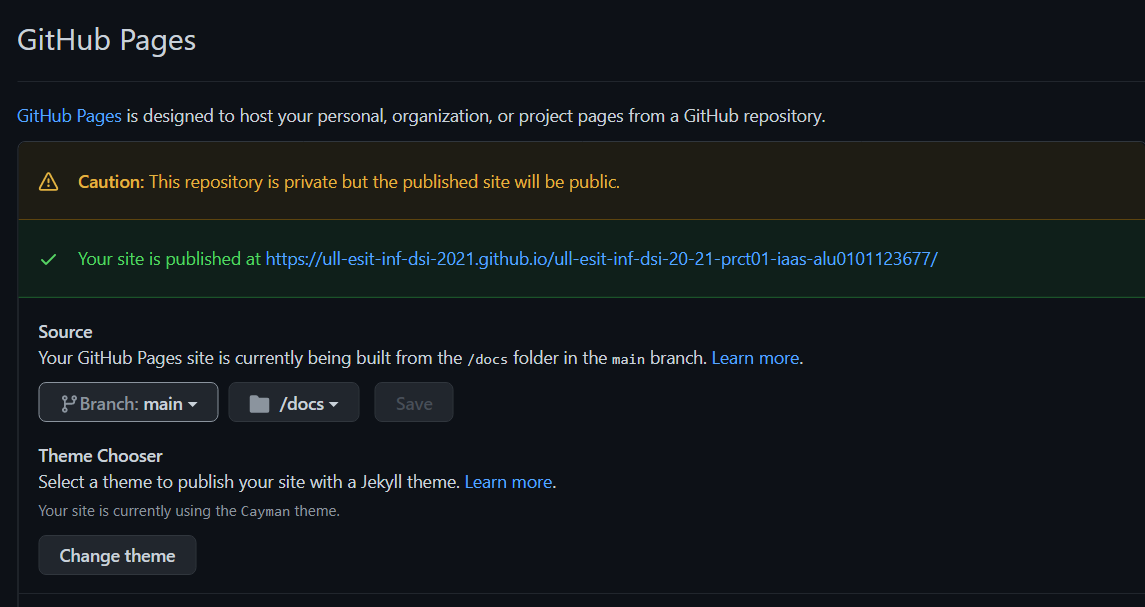 GitHub Pages
GitHub Pages is designed to host your personal, organization, or project pages from a GitHub repository.
Caution: This repository is private but the published site will be public.
Your site is published at https://ull-esit-inf-dsi-2021.github.io/ull-esit-inf-dsi-20-21-prct01-iaas-alu0101123677/
Source
Your GitHub Pages site is currently being built from the /docs folder in the main branch. Learn more.
Branch: main /docs Save
Theme Chooser
Select a theme to publish your site with a Jekyll theme. Learn more.
Your site is currently using the Cayman theme.
Change theme